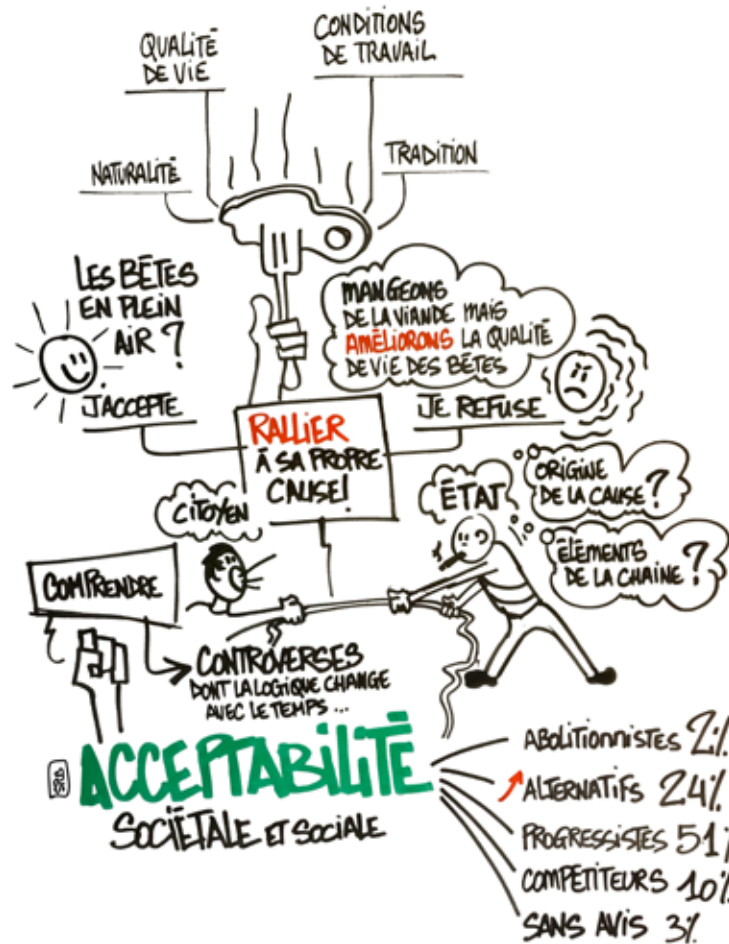 QUALITÉ
DE VIE
CONDITIONS
DE TRAVAIL
NATURALITÉ
TRADITION
LES BÊTES
EN PLEIN
AIR ?
MANGEONS
DE LA VIANDE MAIS
AMÉLIORONS LA QUALITÉ
DE VIE DES BÊTES
J'ACCEPTE
JE REFUSE
RALLIER
À SA PROPRE
CAUSE!
CITOYEN
ÉTAT
ORIGINE
DE LA CAUSE ?
ÉLÉMENTS
DE LA CHAINE ?
COMPRENDRE
CONTROVERSES
DONT LA LOGIQUE CHANGE
AVEC LE TEMPS ...
ACCEPTABILITÉ
SOCIÉTALE ET SOCIALE
ABOLITIONNISTES 2%
ALTERNATIFS 24%
PROGRESSISTES 51%
COMPETITEURS 10%
SANS AVIS 3%